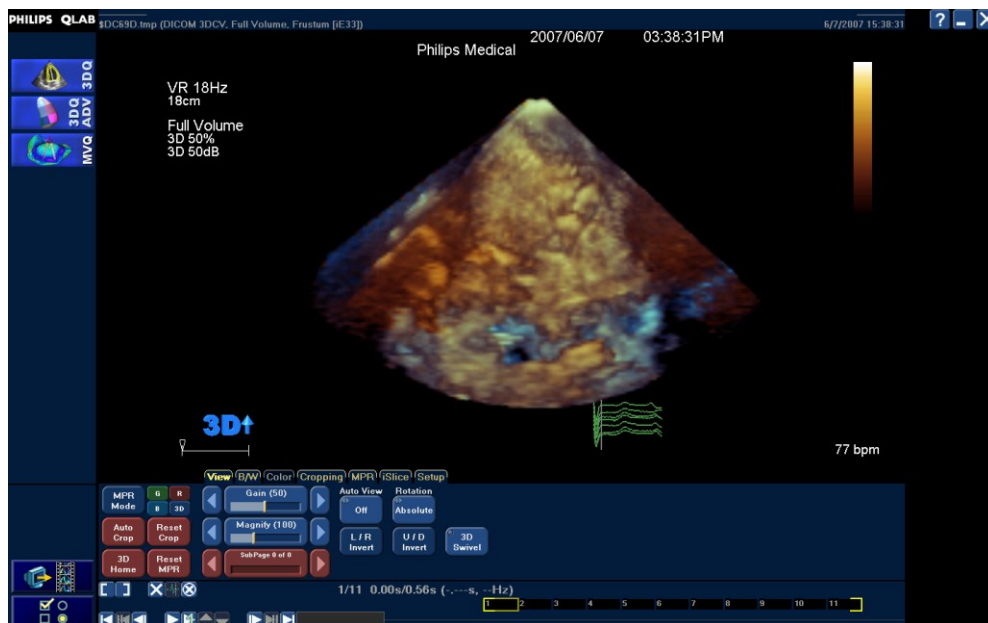 PHILIPS QLAB $DC69D.tmp (DICOM 3DCV, Full Volume, Frustum [iE33]) 6/7/2007 15:38:31 ?
2007/06/07 03:38:31PM
Philips Medical
3DQ
3DQ ADV
MVQ
VR 18Hz
18cm
Full Volume
3D 50%
3D 50dB
3D
77 bpm
View B/W Color Cropping MPR iSlice Setup
MPR Mode G R B 3D Gain (50) Auto View Off Rotation Absolute
Auto Crop Reset Crop Magnify (100) L / R Invert U / D Invert 3D Swivel
3D Home Reset MPR SubPage 0 of 0
1/11 0.00s/0.56s (-.---s, --Hz)
1 2 3 4 5 6 7 8 9 10 11